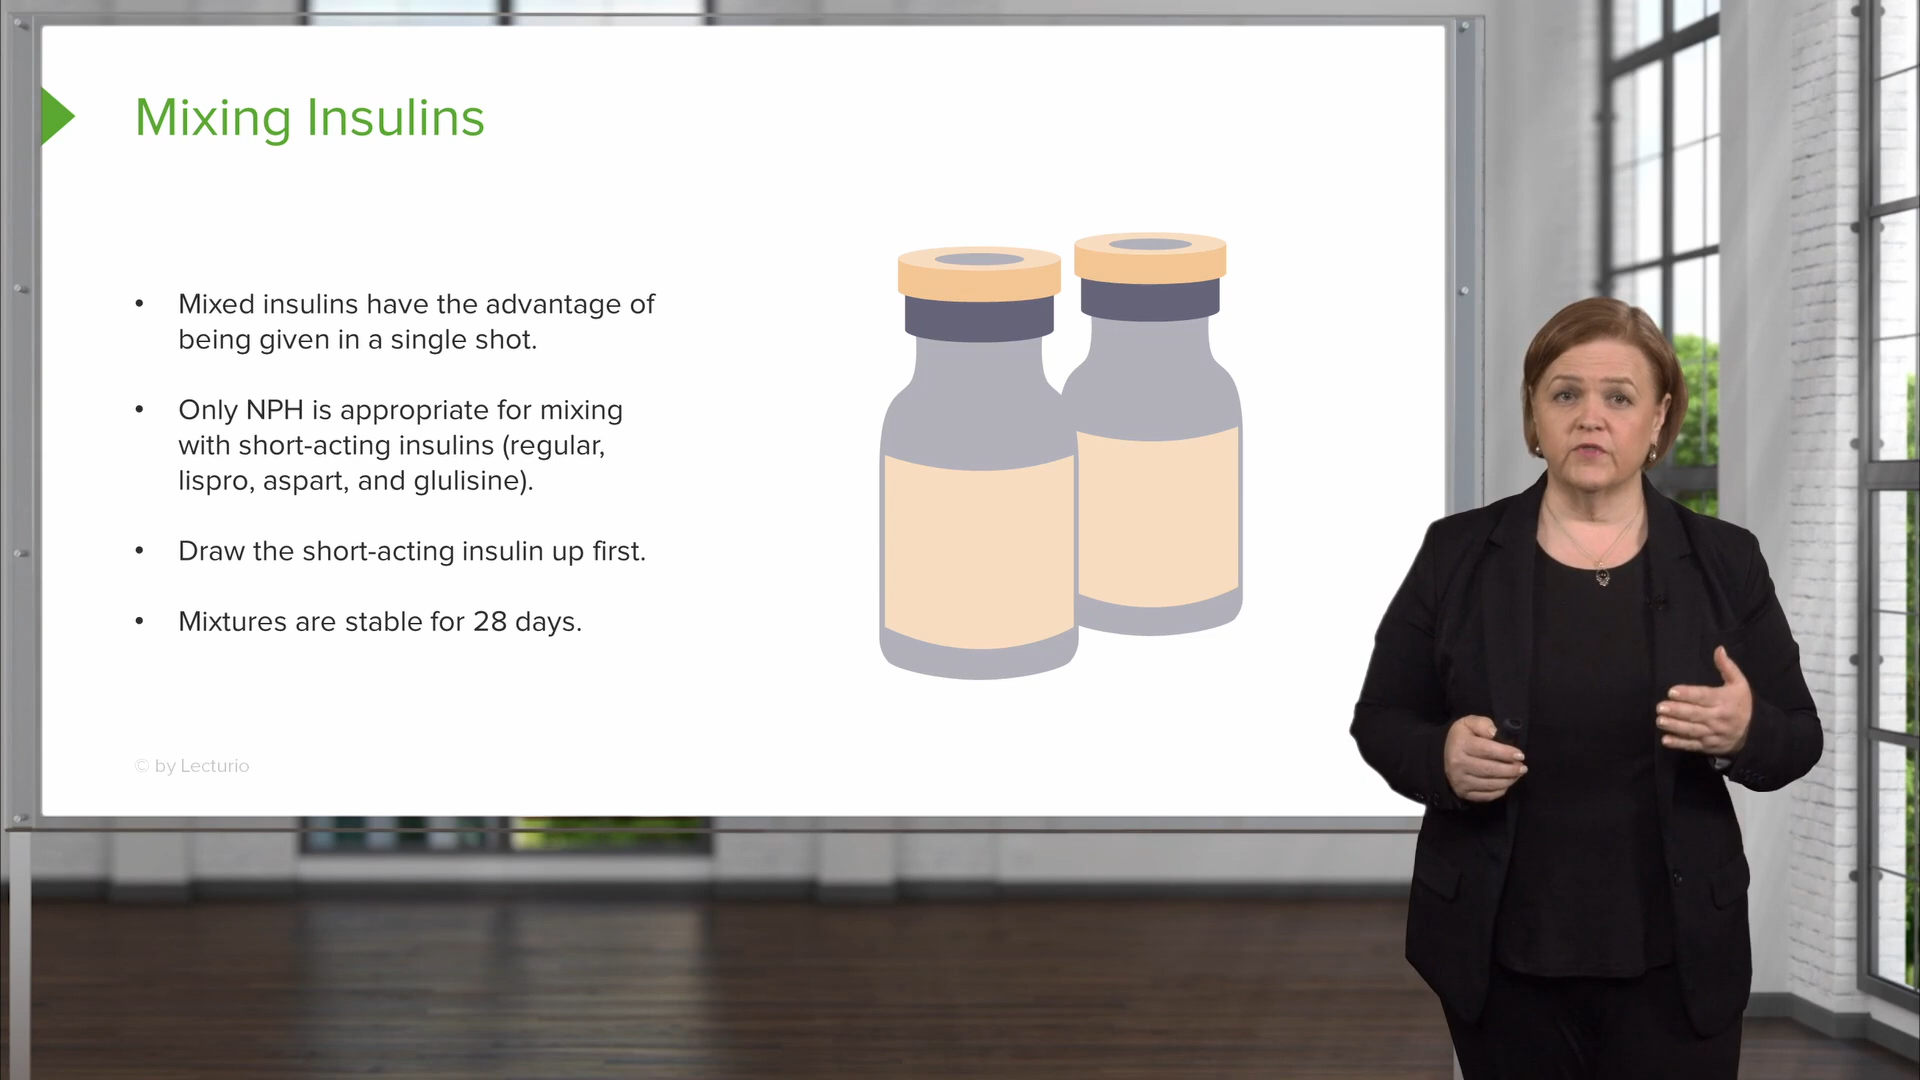 Mixing Insulins
• Mixed insulins have the advantage of
being given in a single shot.
• Only NPH is appropriate for mixing
with short-acting insulins (regular,
lispro, aspart, and glulisine).
• Draw the short-acting insulin up first.
• Mixtures are stable for 28 days.
© by Lecturio